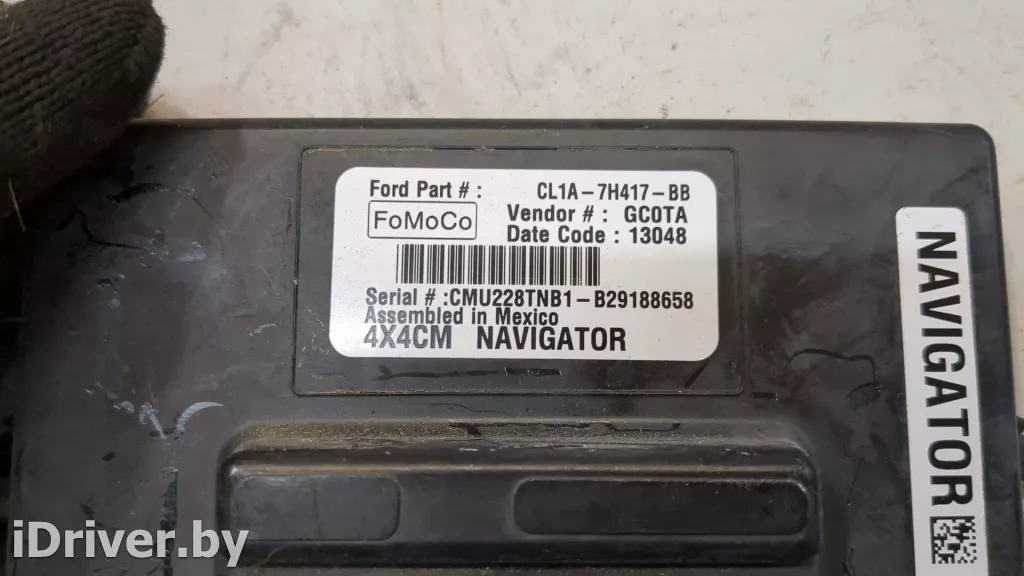 Ford Part # : CL1A-7H417-BB
FoMoCo
Vendor # : GC0TA
Date Code : 13048
Serial # :CMU228TNB1-B29188658
Assembled in Mexico
4X4CM NAVIGATOR
NAVIGATOR
iDriver.by